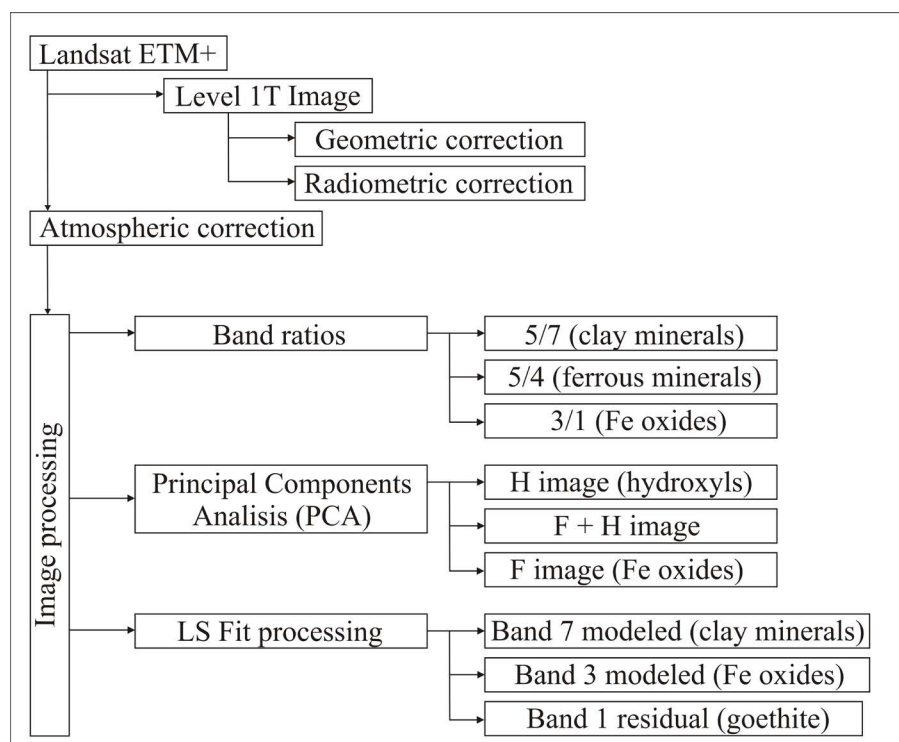 Landsat ETM+
Level 1T Image
Geometric correction
Radiometric correction
Atmospheric correction
Image processing
Band ratios
5/7 (clay minerals)
5/4 (ferrous minerals)
3/1 (Fe oxides)
Principal Components
Analisis (PCA)
H image (hydroxyls)
F + H image
F image (Fe oxides)
LS Fit processing
Band 7 modeled (clay minerals)
Band 3 modeled (Fe oxides)
Band 1 residual (goethite)